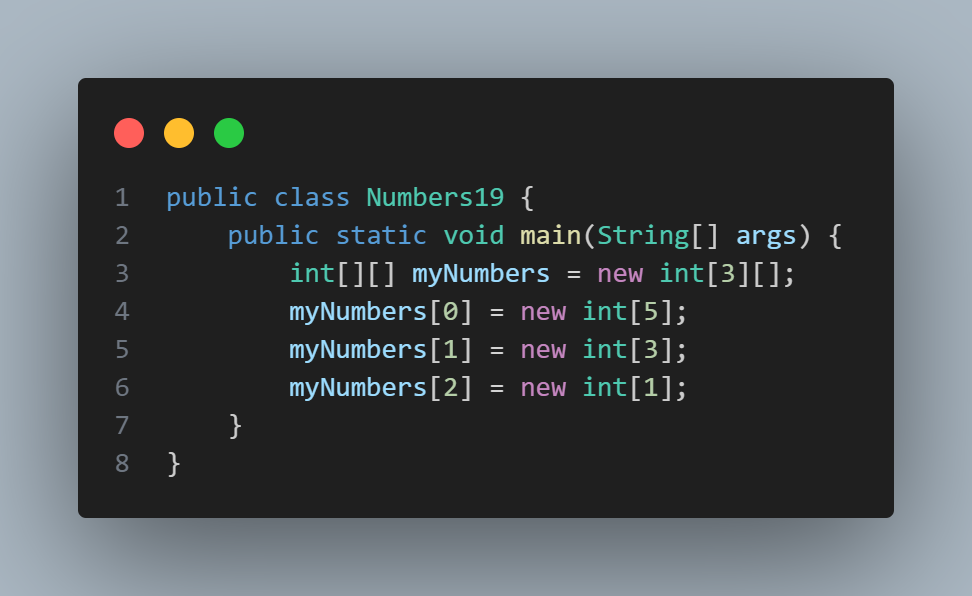 1 public class Numbers19 {
2     public static void main(String[] args) {
3         int[][] myNumbers = new int[3][];
4         myNumbers[0] = new int[5];
5         myNumbers[1] = new int[3];
6         myNumbers[2] = new int[1];
7     }
8 }